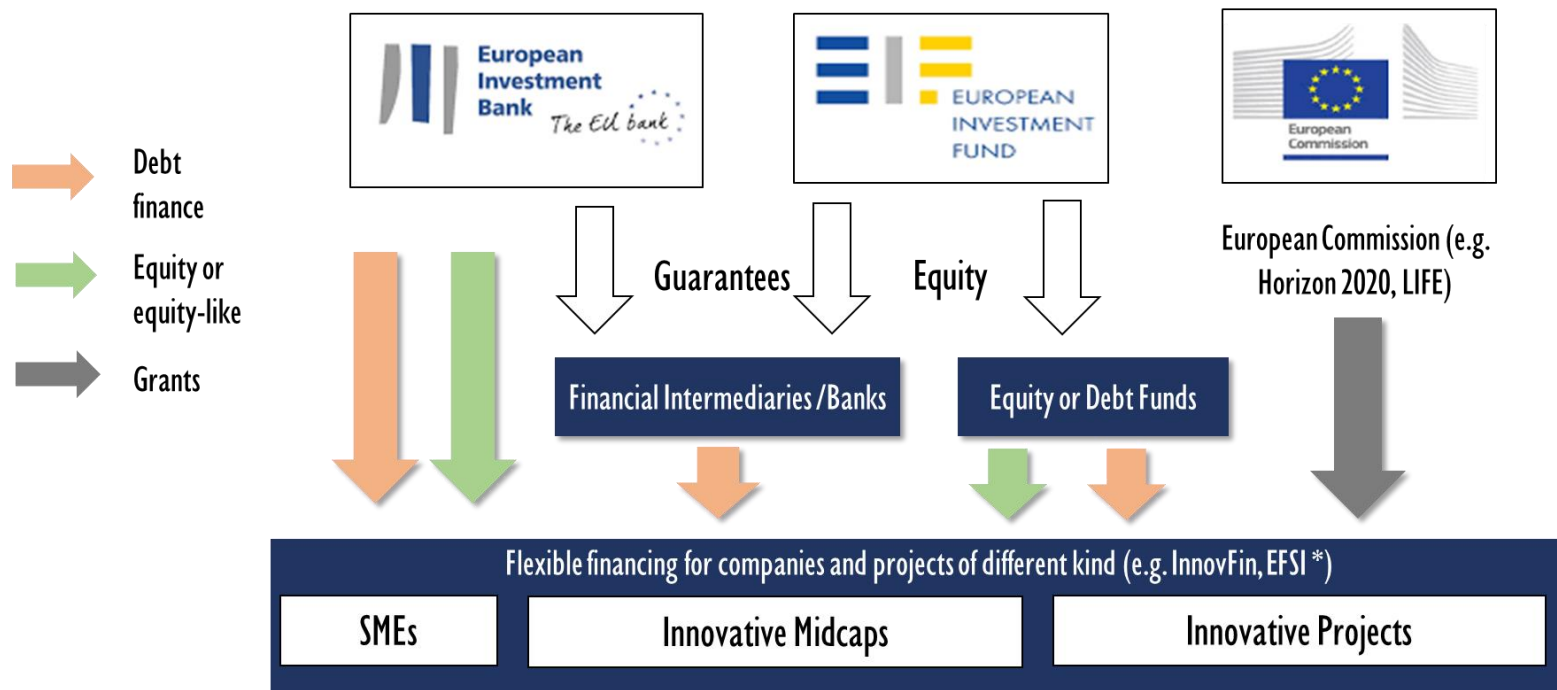 European
Investment
Bank
The EU bank
EUROPEAN
INVESTMENT
FUND
European
Commission
Debt
finance
Equity or
equity-like
Grants
Guarantees
Equity
European Commission (e.g.
Horizon 2020, LIFE)
Financial Intermediaries /Banks
Equity or Debt Funds
Flexible financing for companies and projects of different kind (e.g. InnovFin, EFSI *)
SMEs
Innovative Midcaps
Innovative Projects